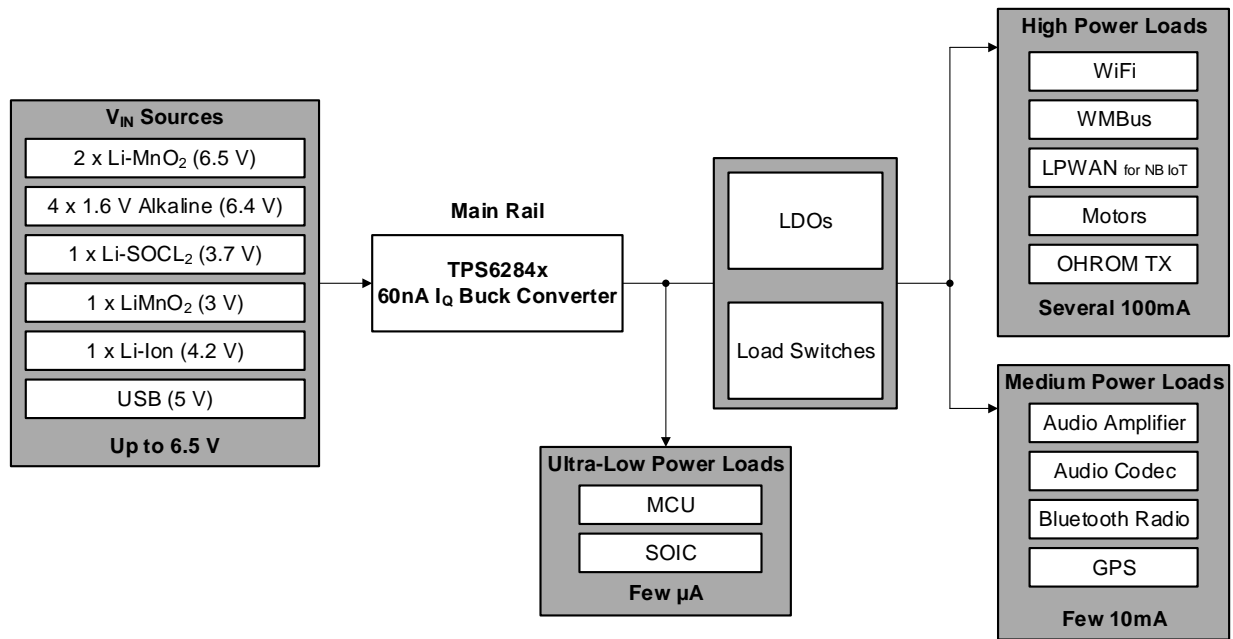 V_IN Sources
2 x Li-MnO₂ (6.5 V)
4 x 1.6 V Alkaline (6.4 V)
1 x Li-SOCL₂ (3.7 V)
1 x LiMnO₂ (3 V)
1 x Li-Ion (4.2 V)
USB (5 V)
Up to 6.5 V
Main Rail
TPS6284x
60nA I_Q Buck Converter
Ultra-Low Power Loads
MCU
SOIC
Few µA
LDOs
Load Switches
High Power Loads
WiFi
WMBus
LPWAN for NB IoT
Motors
OHROM TX
Several 100mA
Medium Power Loads
Audio Amplifier
Audio Codec
Bluetooth Radio
GPS
Few 10mA